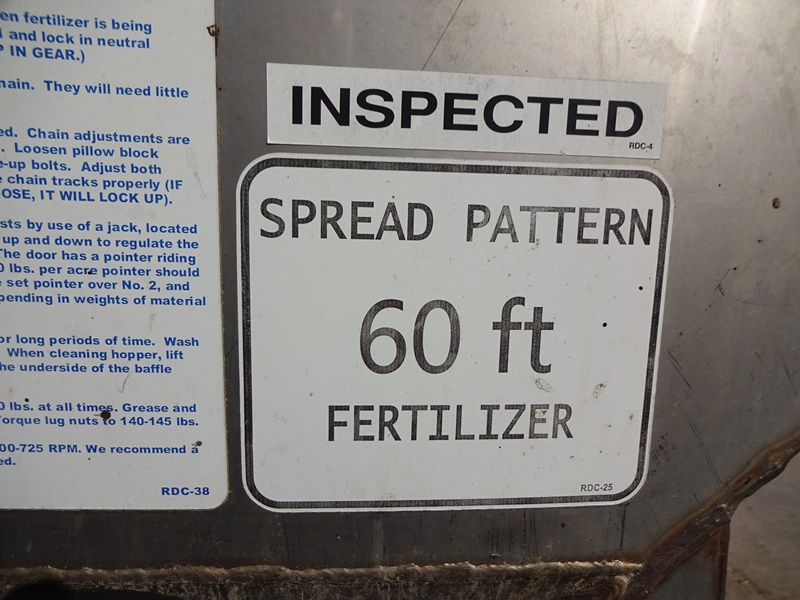 en fertilizer is being
and lock in neutral
IN GEAR.)
hain. They will need little
ed. Chain adjustments are
. Loosen pillow block
e-up bolts. Adjust both
chain tracks properly (IF
OSE, IT WILL LOCK UP).
sts by use of a jack, located
up and down to regulate the
The door has a pointer riding
0 lbs. per acre pointer should
set pointer over No. 2, and
pending in weights of material
or long periods of time. Wash
When cleaning hopper, lift
he underside of the baffle
0 lbs. at all times. Grease and
Torque lug nuts to 140-145 lbs.
00-725 RPM. We recommend a
ed.
RDC-38
INSPECTED
RDC-4
SPREAD PATTERN
60 ft
FERTILIZER
RDC-25